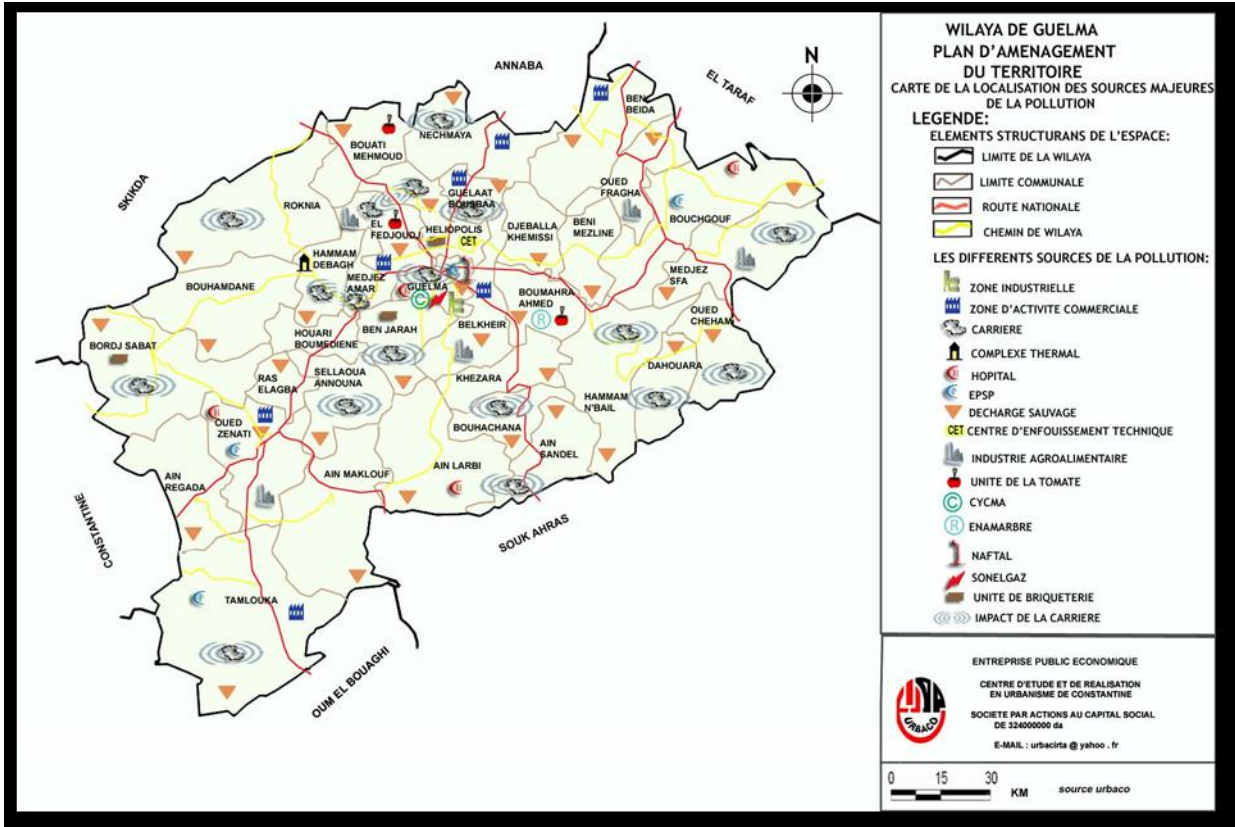 ANNABA
EL TARAF
SKIKDA
CONSTANTINE
OUM EL BOUAGHI
SOUK AHRAS
N
BEN
BEIDA
NECHMAYA
BOUATI
MEHMOUD
ROKNIA
GUELAAT
BOUSBAA
OUED
FRAGHA
BOUCHGOUF
EL
FEDJOUDJ
HELIOPOLIS
CET
DJEBALLA
KHEMISSI
BENI
MEZLINE
HAMMAM
DEBAGH
MEDJEZ
AMAR
GUELMA
C
BOUHAMDANE
MEDJEZ
SFA
BOUMAHRA
AHMED
R
OUED
CHEHAM
HOUARI
BOUMEDIENE
BEN JARAH
BELKHEIR
BORDJ SABAT
RAS
ELAGBA
SELLAOUA
ANNOUNA
KHEZARA
DAHOUARA
HAMMAM
N'BAIL
OUED
ZENATI
BOUHACHANA
AIN
SANDEL
AIN
REGADA
AIN MAKLOUF
AIN LARBI
TAMLOUKA
WILAYA DE GUELMA
PLAN D'AMENAGEMENT
DU TERRITOIRE
CARTE DE LA LOCALISATION DES SOURCES MAJEURES
DE LA POLLUTION
LEGENDE:
ELEMENTS STRUCTURANS DE L'ESPACE:
LIMITE DE LA WILAYA
LIMITE COMMUNALE
ROUTE NATIONALE
CHEMIN DE WILAYA
LES DIFFERENTS SOURCES DE LA POLLUTION:
ZONE INDUSTRIELLE
ZONE D'ACTIVITE COMMERCIALE
CARRIERE
COMPLEXE THERMAL
HOPITAL
EPSP
DECHARGE SAUVAGE
CET CENTRE D'ENFOUISSEMENT TECHNIQUE
INDUSTRIE AGROALIMENTAIRE
UNITE DE LA TOMATE
C CYCMA
R ENAMARBRE
NAFTAL
SONELGAZ
UNITE DE BRIQUETERIE
IMPACT DE LA CARRIERE
ENTREPRISE PUBLIC ECONOMIQUE
CENTRE D'ETUDE ET DE REALISATION
EN URBANISME DE CONSTANTINE
SOCIETE PAR ACTIONS AU CAPITAL SOCIAL
DE 324000000 da
E-MAIL : urbacirta @ yahoo . fr
URBACO
0 15 30
KM
source urbaco